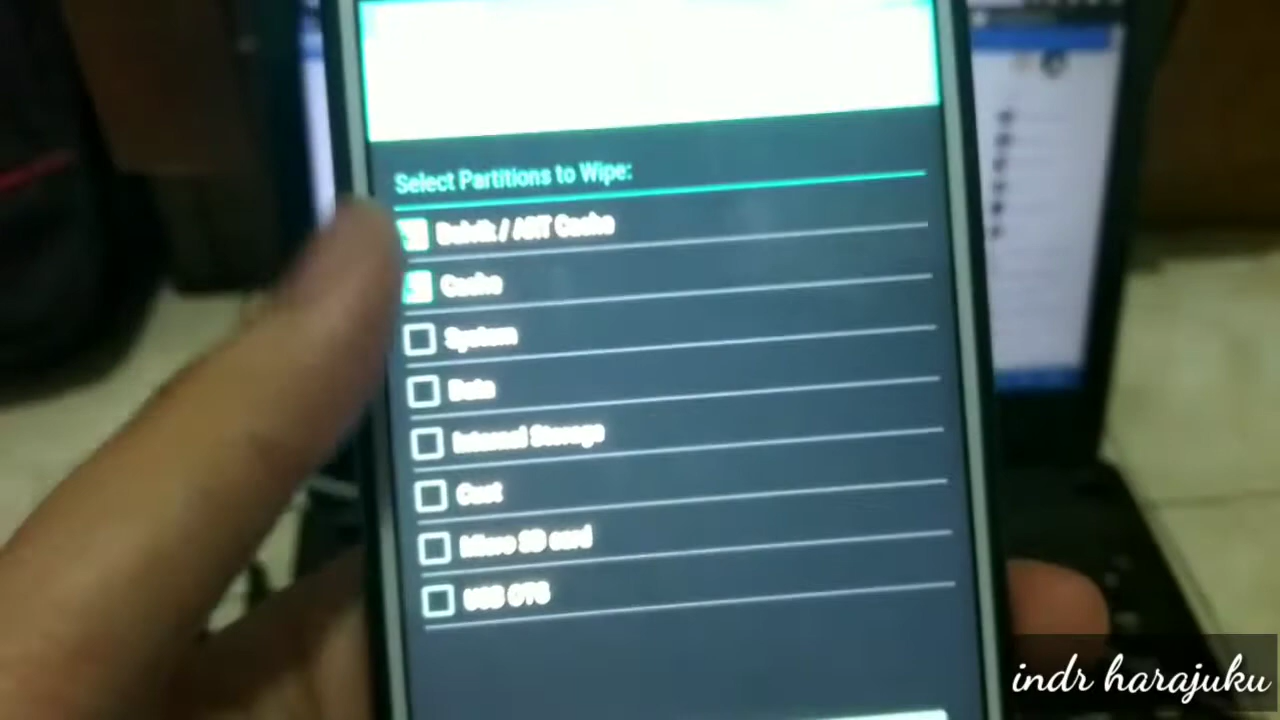 Select Partitions to Wipe:
Dalvik / ART Cache
Cache
System
Data
Internal Storage
Cust
Micro SD card
USB OTG
indr harajuku